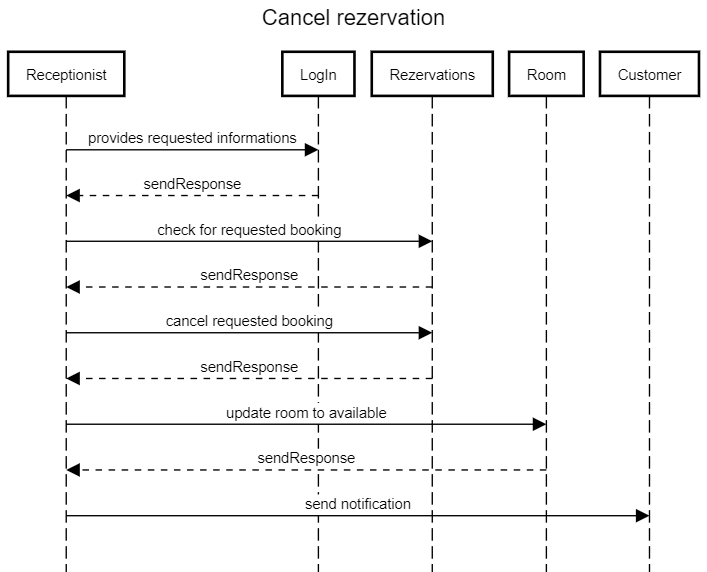 Cancel rezervation
Receptionist
LogIn
Rezervations
Room
Customer
provides requested informations
sendResponse
check for requested booking
sendResponse
cancel requested booking
sendResponse
update room to available
sendResponse
send notification